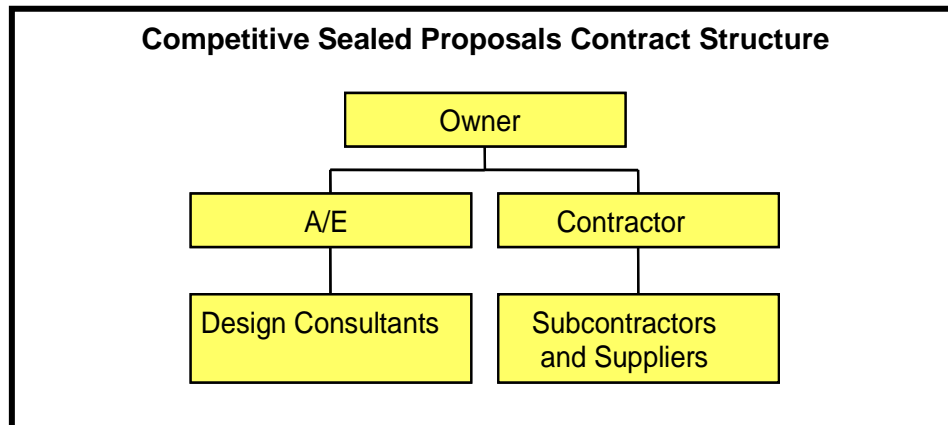 Competitive Sealed Proposals Contract Structure
Owner
A/E
Contractor
Design Consultants
Subcontractors
and Suppliers